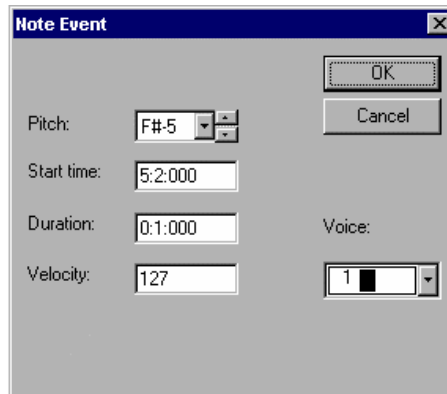 Note Event
OK
Cancel
Pitch: F#-5
Start time: 5:2:000
Duration: 0:1:000
Voice:
Velocity: 127
1